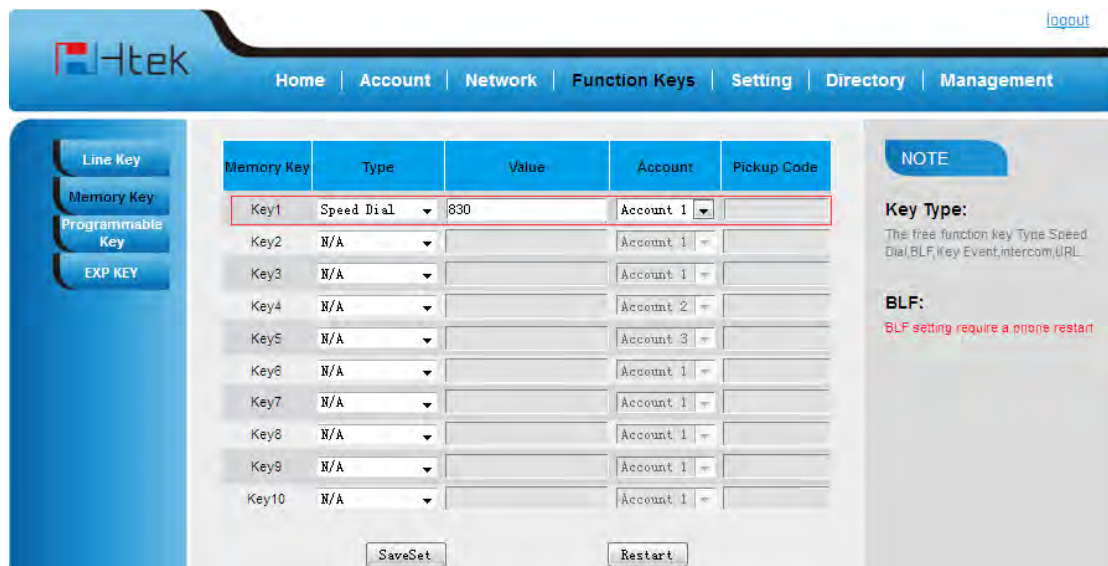 logout
Htek
Home | Account | Network | Function Keys | Setting | Directory | Management
Line Key
Memory Key
Programmable
Key
EXP KEY
Memory Key Type Value Account Pickup Code
Key1 Speed Dial 830 Account 1
Key2 N/A Account 1
Key3 N/A Account 1
Key4 N/A Account 2
Key5 N/A Account 3
Key6 N/A Account 1
Key7 N/A Account 1
Key8 N/A Account 1
Key9 N/A Account 1
Key10 N/A Account 1
SaveSet Restart
NOTE
Key Type:
The free function key Type Speed
Dial,BLF,Key Event,intercom,URL.
BLF:
BLF setting require a phone restart